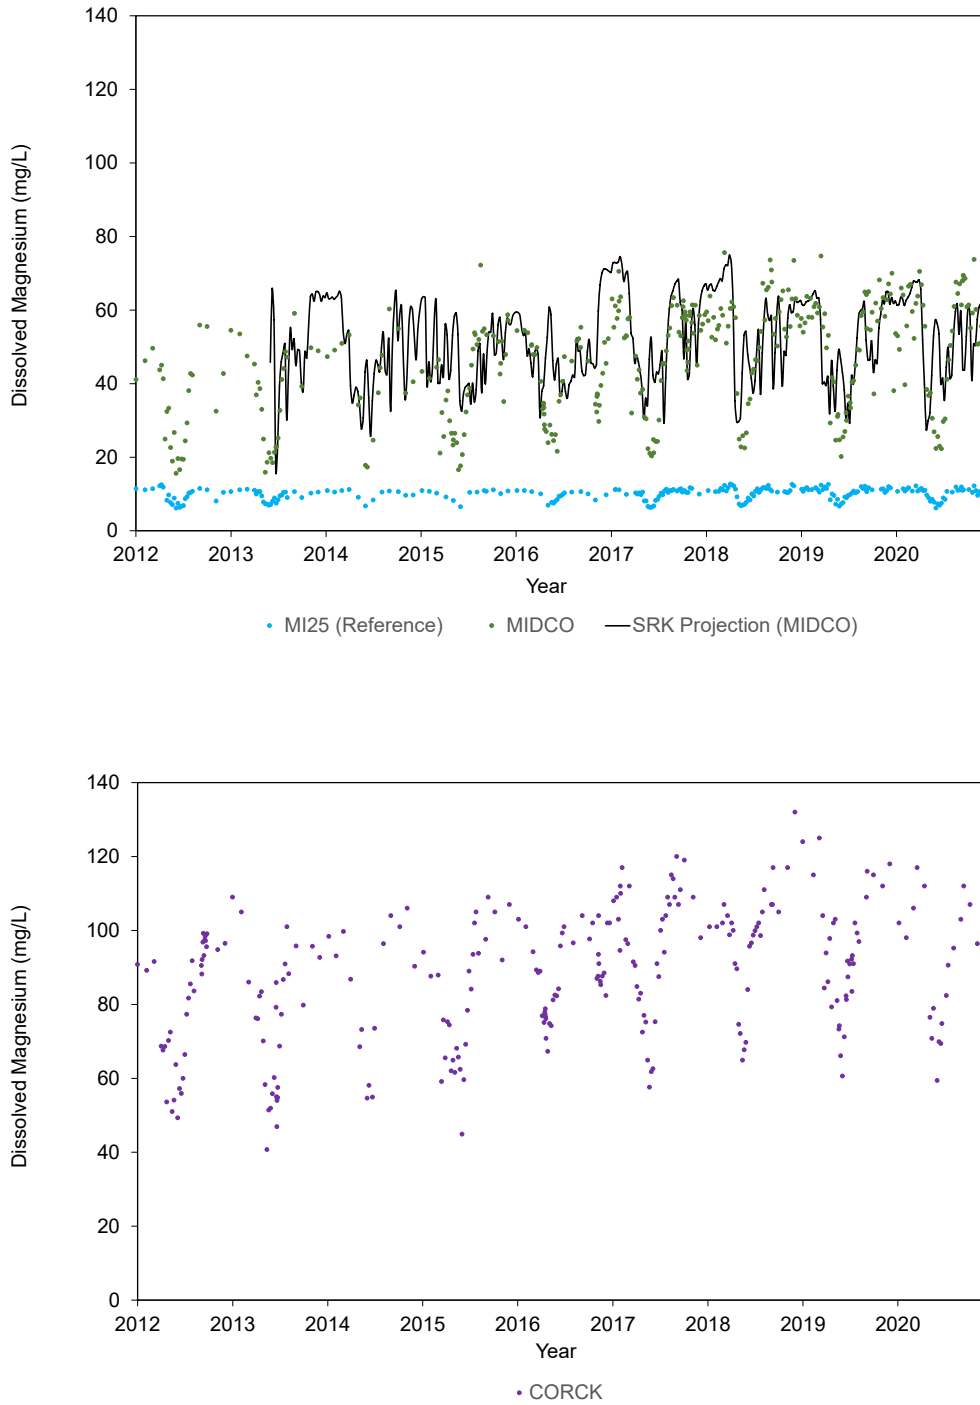 140
120
100
80
60
40
20
0
Dissolved Magnesium (mg/L)
2012 2013 2014 2015 2016 2017 2018 2019 2020
Year
MI25 (Reference) MIDCO SRK Projection (MIDCO)
140
120
100
80
60
40
20
0
Dissolved Magnesium (mg/L)
2012 2013 2014 2015 2016 2017 2018 2019 2020
Year
CORCK